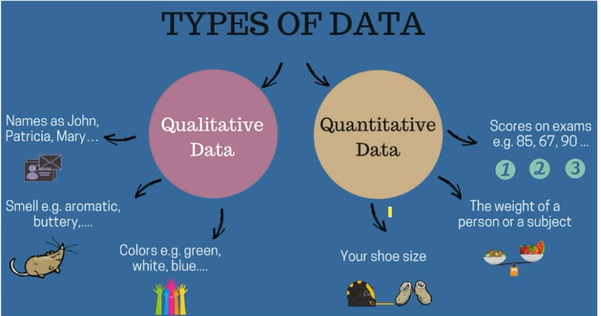 TYPES OF DATA
Qualitative
Data
Quantitative
Data
Names as John,
Patricia, Mary...
Smell e.g. aromatic,
buttery,....
Colors e.g. green,
white, blue....
Your shoe size
The weight of a
person or a subject
Scores on exams
e.g. 85, 67, 90 ...
1 2 3